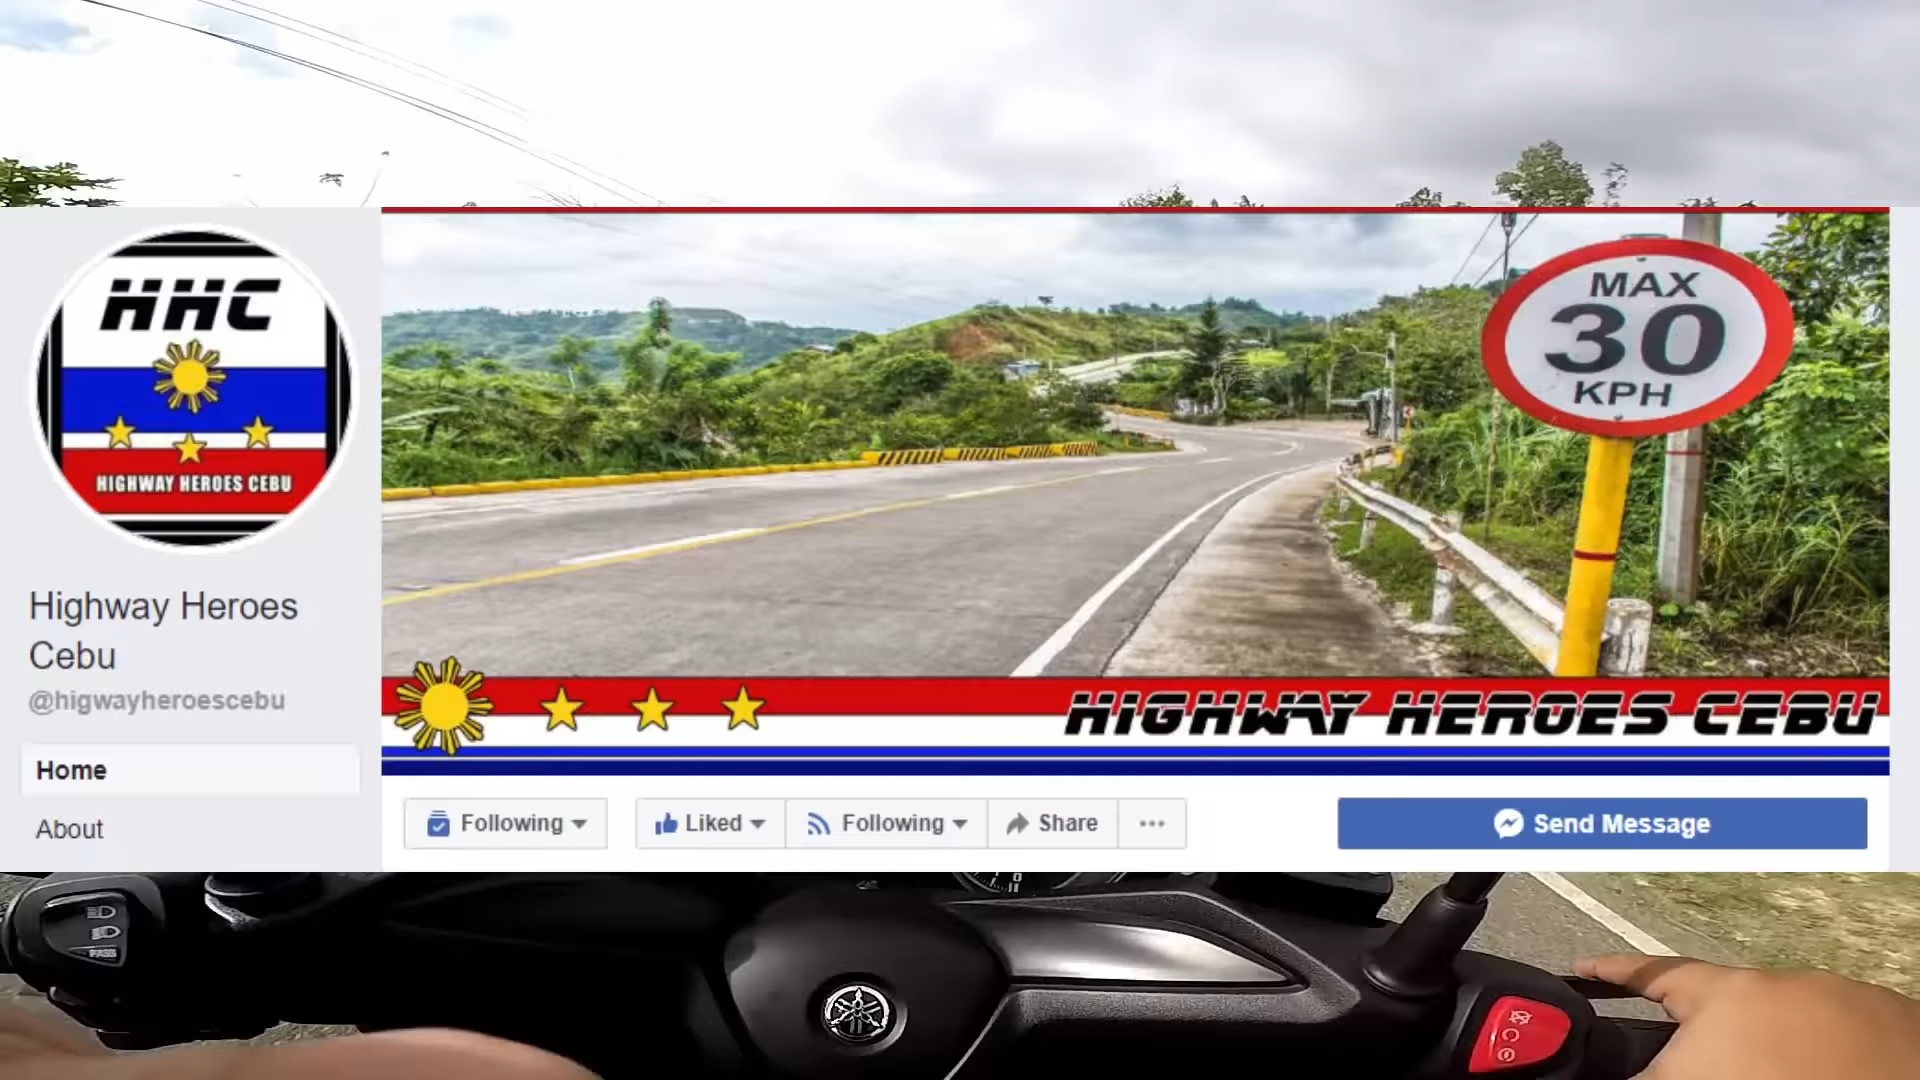 HHC
HIGHWAY HEROES CEBU
Highway Heroes
Cebu
@higwayheroescebu
Home
About
MAX
30
KPH
HIGHWAY HEROES CEBU
Following
Liked
Following
Share
Send Message
PASS